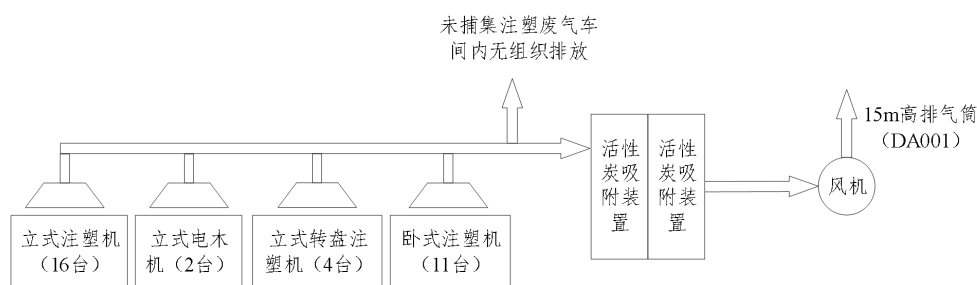 未捕集注塑废气车
间内无组织排放
15m高排气筒
（DA001）
活性
炭吸
附装
置
活性
炭吸
附装
置
风机
立式注塑机
（16台）
立式电木
机（2台）
立式转盘注
塑机（4台）
卧式注塑机
（11台）